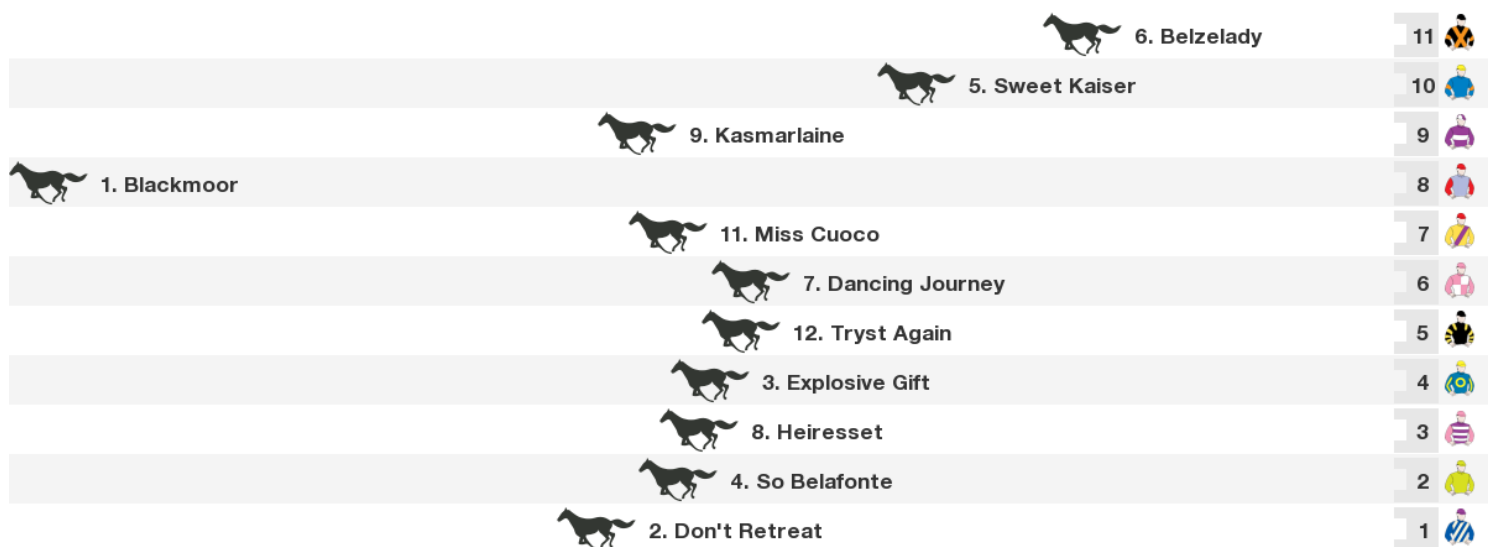 6. Belzelady 11
5. Sweet Kaiser 10
9. Kasmarlaine 9
1. Blackmoor 8
11. Miss Cuoco 7
7. Dancing Journey 6
12. Tryst Again 5
3. Explosive Gift 4
8. Heiresset 3
4. So Belafonte 2
2. Don't Retreat 1